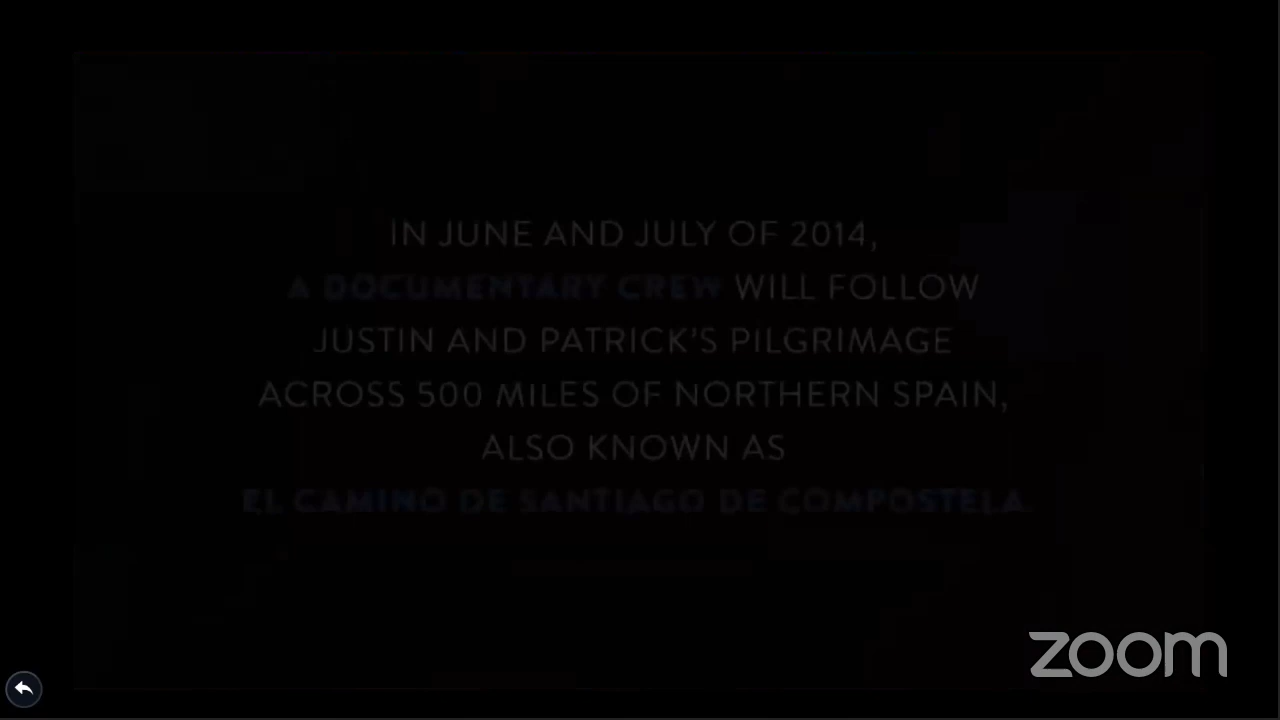 IN JUNE AND JULY OF 2014,
A DOCUMENTARY CREW WILL FOLLOW
JUSTIN AND PATRICK'S PILGRIMAGE
ACROSS 500 MILES OF NORTHERN SPAIN,
ALSO KNOWN AS
EL CAMINO DE SANTIAGO DE COMPOSTELA.
zoom